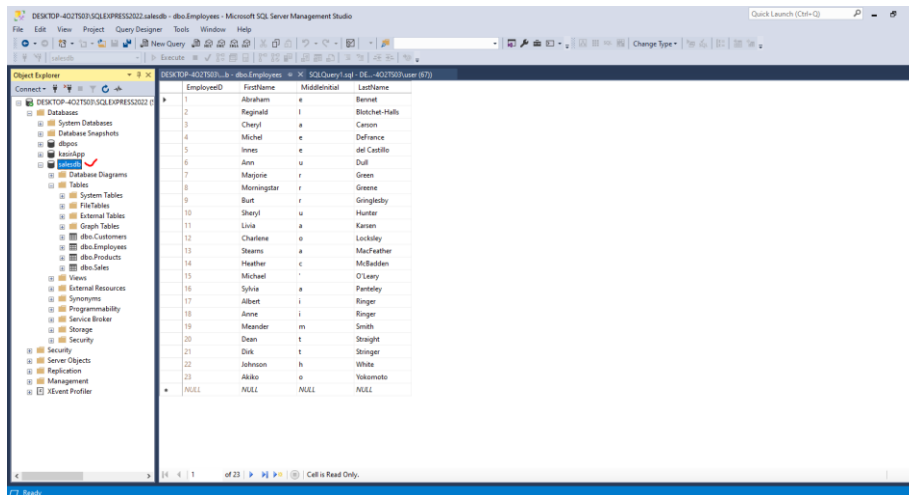 DESKTOP-4O2TS03\SQLEXPRESS2022.salesdb - dbo.Employees - Microsoft SQL Server Management Studio
Quick Launch (Ctrl+Q)
File Edit View Project Query Designer Tools Window Help
New Query
Change Type
salesdb
Execute
Object Explorer
DESKTOP-4O2TS03\...b - dbo.Employees
SQLQuery1.sql - DE...-4O2TS03\user (67))
Connect
EmployeeID FirstName MiddleInitial LastName
DESKTOP-4O2TS03\SQLEXPRESS2022 (S
Databases
System Databases
Database Snapshots
dbpos
kasirApp
salesdb
Database Diagrams
Tables
System Tables
FileTables
External Tables
Graph Tables
dbo.Customers
dbo.Employees
dbo.Products
dbo.Sales
Views
External Resources
Synonyms
Programmability
Service Broker
Storage
Security
Security
Server Objects
Replication
Management
XEvent Profiler
1 Abraham e Bennet
2 Reginald l Blotchet-Halls
3 Cheryl a Carson
4 Michel e DeFrance
5 Innes e del Castillo
6 Ann u Dull
7 Marjorie r Green
8 Morningstar r Greene
9 Burt r Gringlesby
10 Sheryl u Hunter
11 Livia a Karsen
12 Charlene o Locksley
13 Stearns a MacFeather
14 Heather c McBadden
15 Michael ' O'Leary
16 Sylvia a Panteley
17 Albert i Ringer
18 Anne i Ringer
19 Meander m Smith
20 Dean t Straight
21 Dirk t Stringer
22 Johnson h White
23 Akiko o Yokomoto
NULL NULL NULL NULL
1 of 23 Cell is Read Only.
Ready